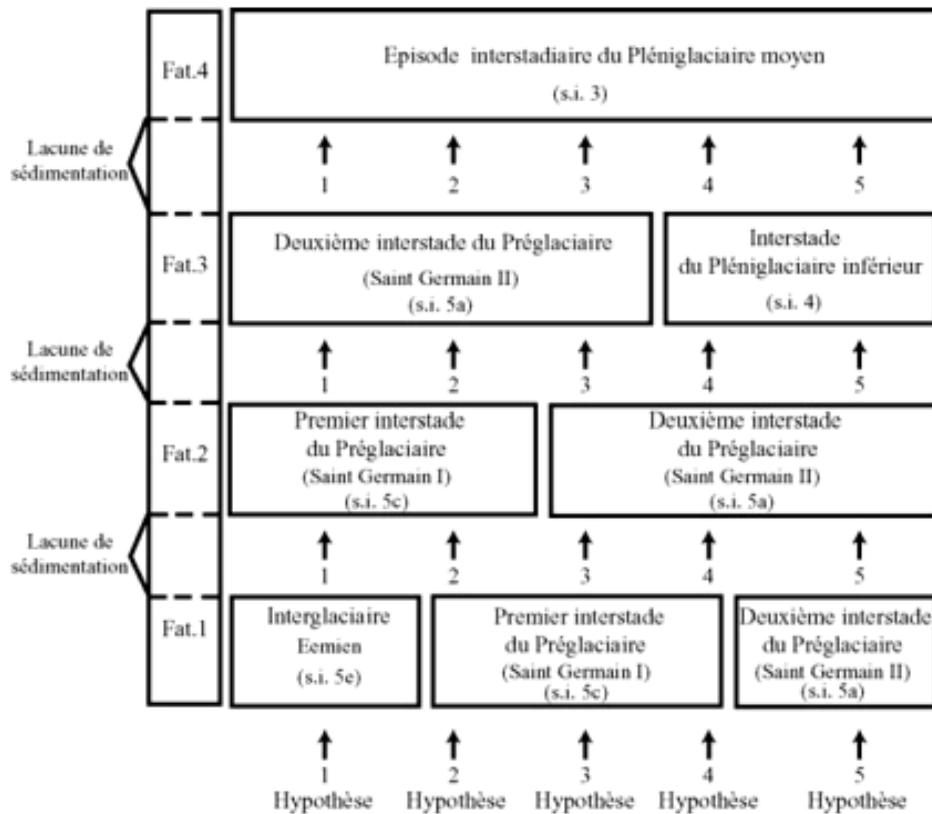 Fat.4
Episode interstadiaire du Pléniglaciaire moyen
(s.i. 3)
Lacune de
sédimentation
1 2 3 4 5
Fat.3
Deuxième interstade du Préglaciaire
(Saint Germain II)
(s.i. 5a)
Interstade
du Pléniglaciaire inférieur
(s.i. 4)
Lacune de
sédimentation
1 2 3 4 5
Fat.2
Premier interstade
du Préglaciaire
(Saint Germain I)
(s.i. 5c)
Deuxième interstade
du Préglaciaire
(Saint Germain II)
(s.i. 5a)
Lacune de
sédimentation
1 2 3 4 5
Fat.1
Interglaciaire
Eemien
(s.i. 5e)
Premier interstade
du Préglaciaire
(Saint Germain I)
(s.i. 5c)
Deuxième interstade
du Préglaciaire
(Saint Germain II)
(s.i. 5a)
1 2 3 4 5
Hypothèse Hypothèse Hypothèse Hypothèse Hypothèse